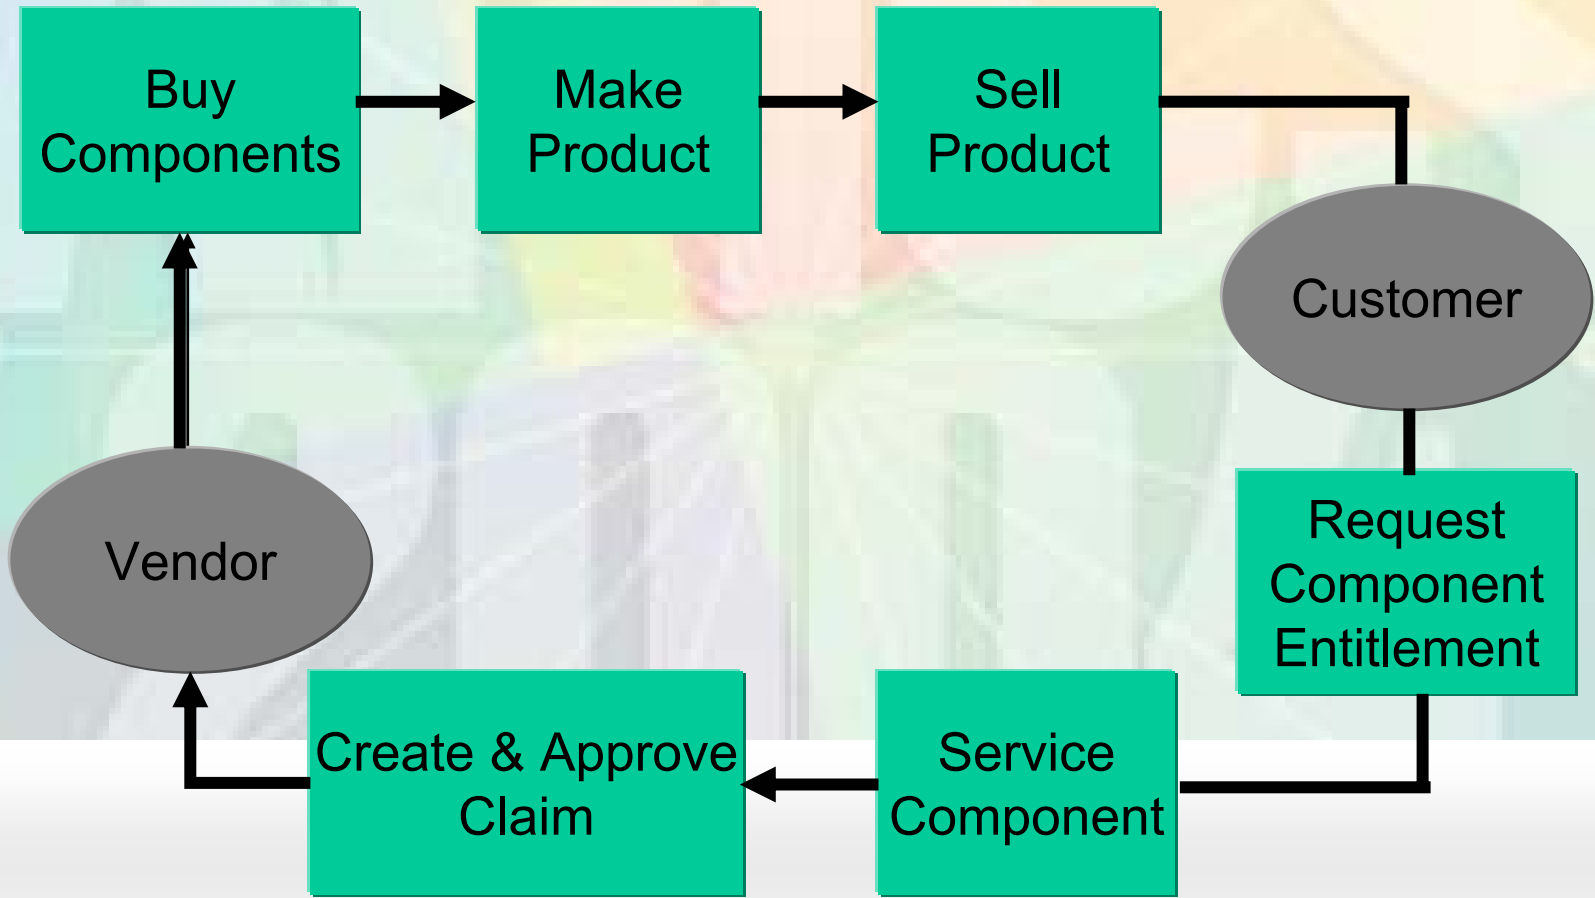 Buy
Components
Make
Product
Sell
Product
Customer
Request
Component
Entitlement
Service
Component
Create & Approve
Claim
Vendor